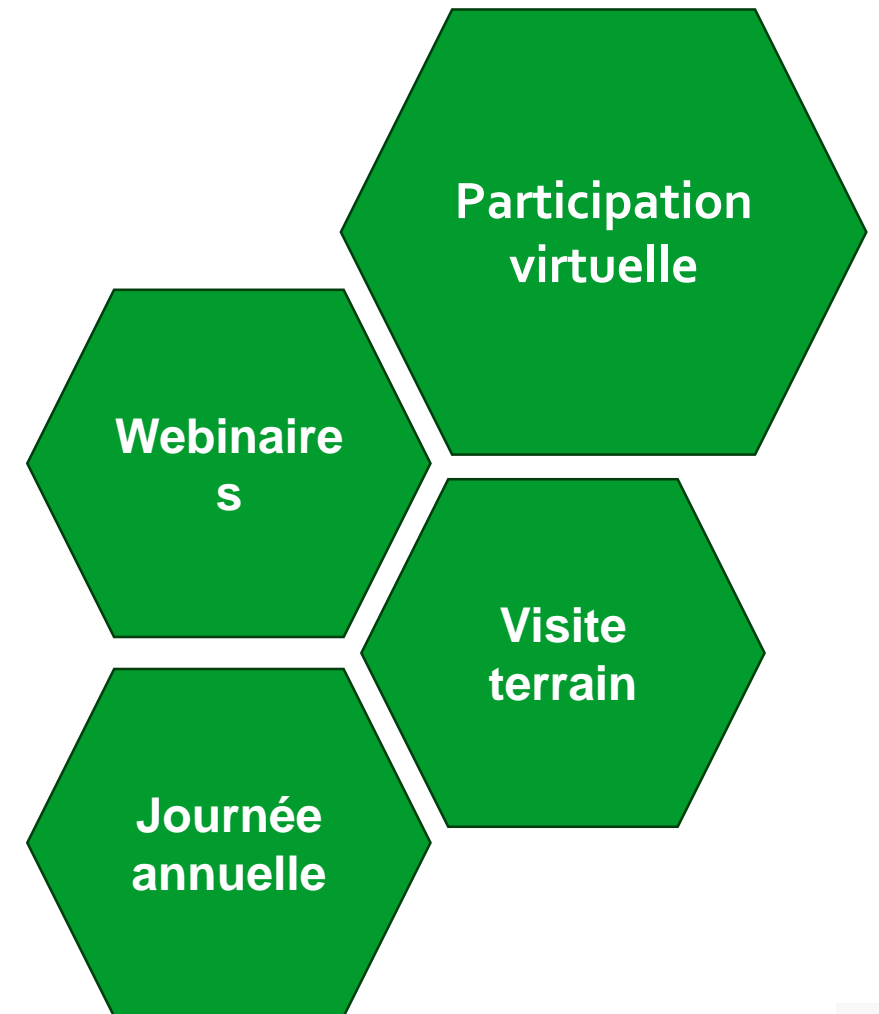 Participation
virtuelle
Webinaire
s
Visite
terrain
Journée
annuelle